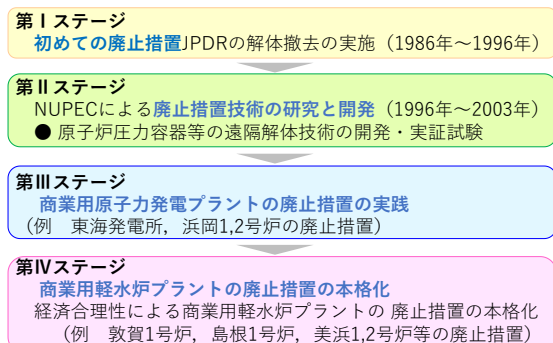 第Ⅰステージ
初めての廃止措置JPDRの解体撤去の実施（1986年～1996年）
第Ⅱステージ
NUPECによる廃止措置技術の研究と開発（1996年～2003年）
● 原子炉圧力容器等の遠隔解体技術の開発・実証試験
第Ⅲステージ
商業用原子力発電プラントの廃止措置の実践
（例　東海発電所，浜岡1,2号炉の廃止措置）
第Ⅳステージ
商業用軽水炉プラントの廃止措置の本格化
経済合理性による商業用軽水炉プラントの 廃止措置の本格化
（例　敦賀1号炉，島根1号炉，美浜1,2号炉等の廃止措置）